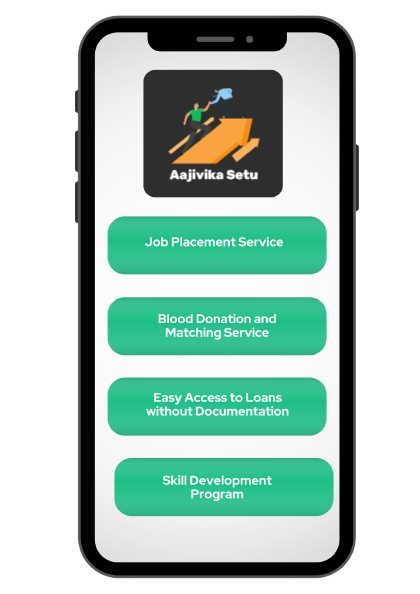 Aajivika Setu
Job Placement Service
Blood Donation and
Matching Service
Easy Access to Loans
without Documentation
Skill Development
Program